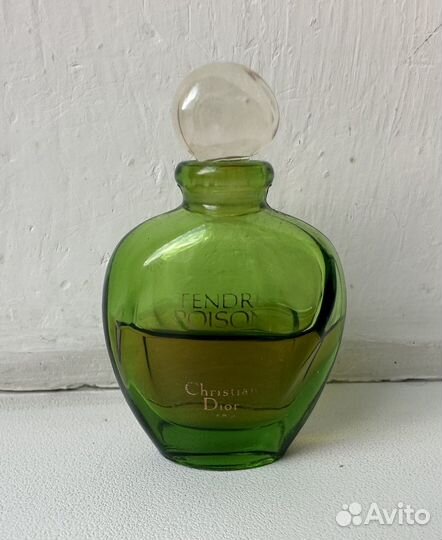 TENDRE
POISON
Christian
Dior
Avito